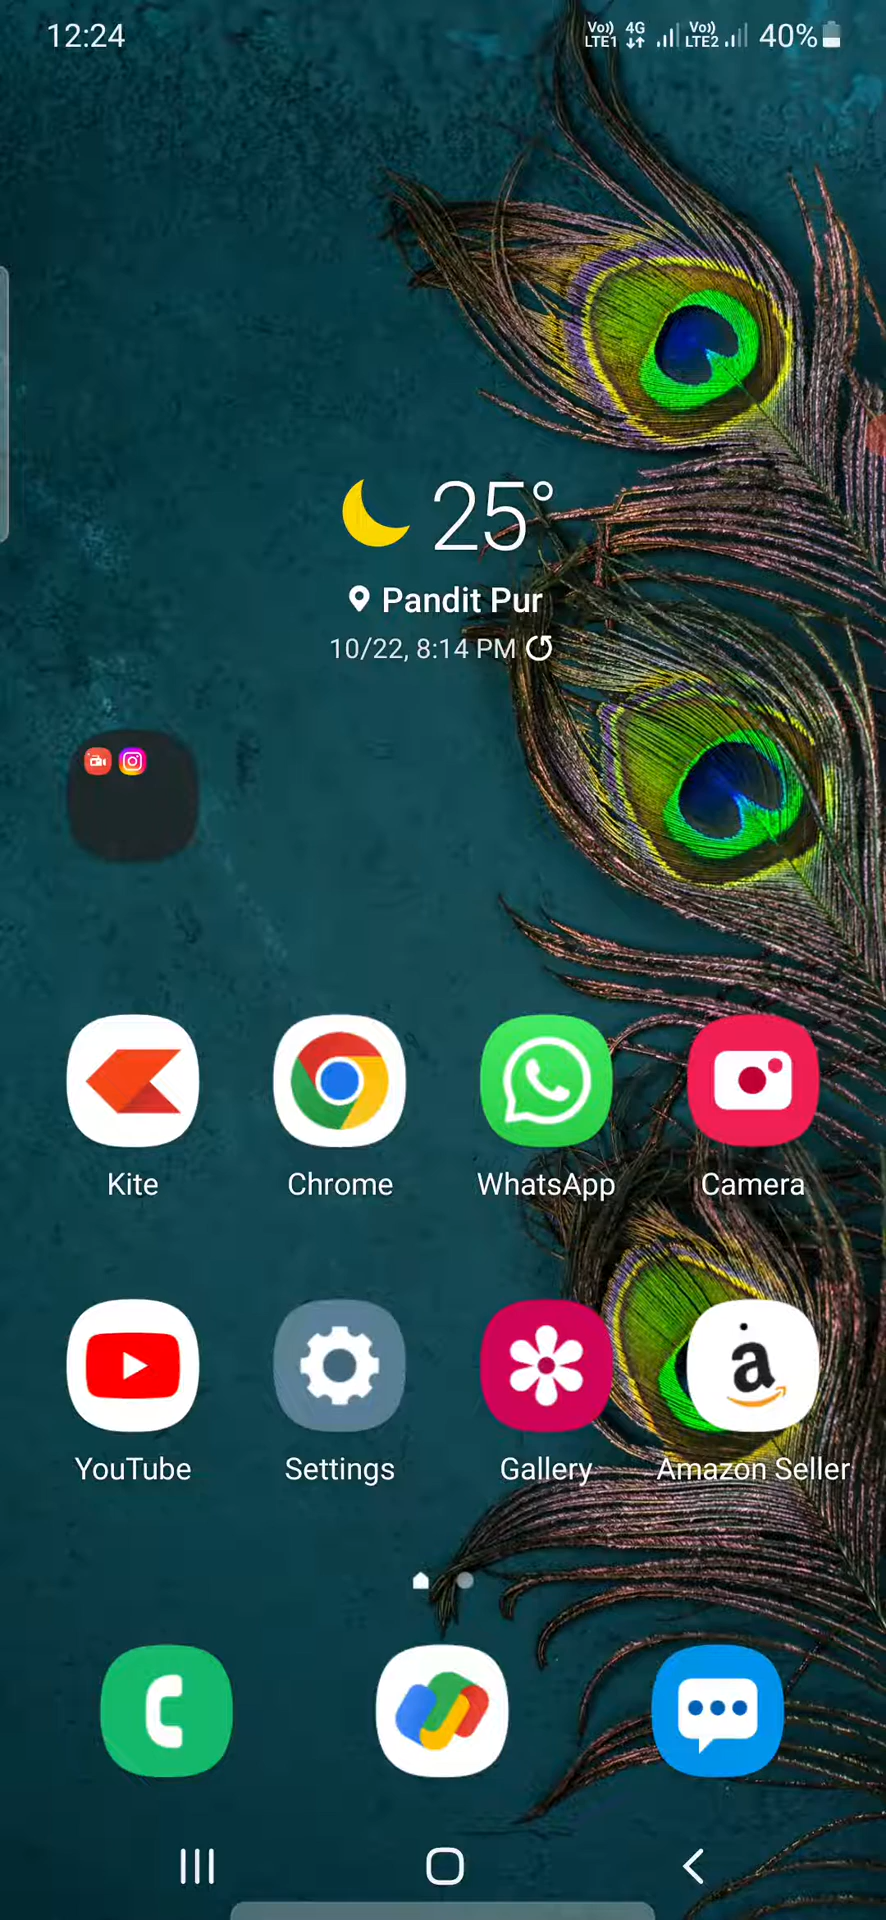 12:24 Vo)) LTE1 4G Vo)) LTE2 40%
25°
Pandit Pur
10/22, 8:14 PM
Kite Chrome WhatsApp Camera
a
YouTube Settings Gallery Amazon Seller